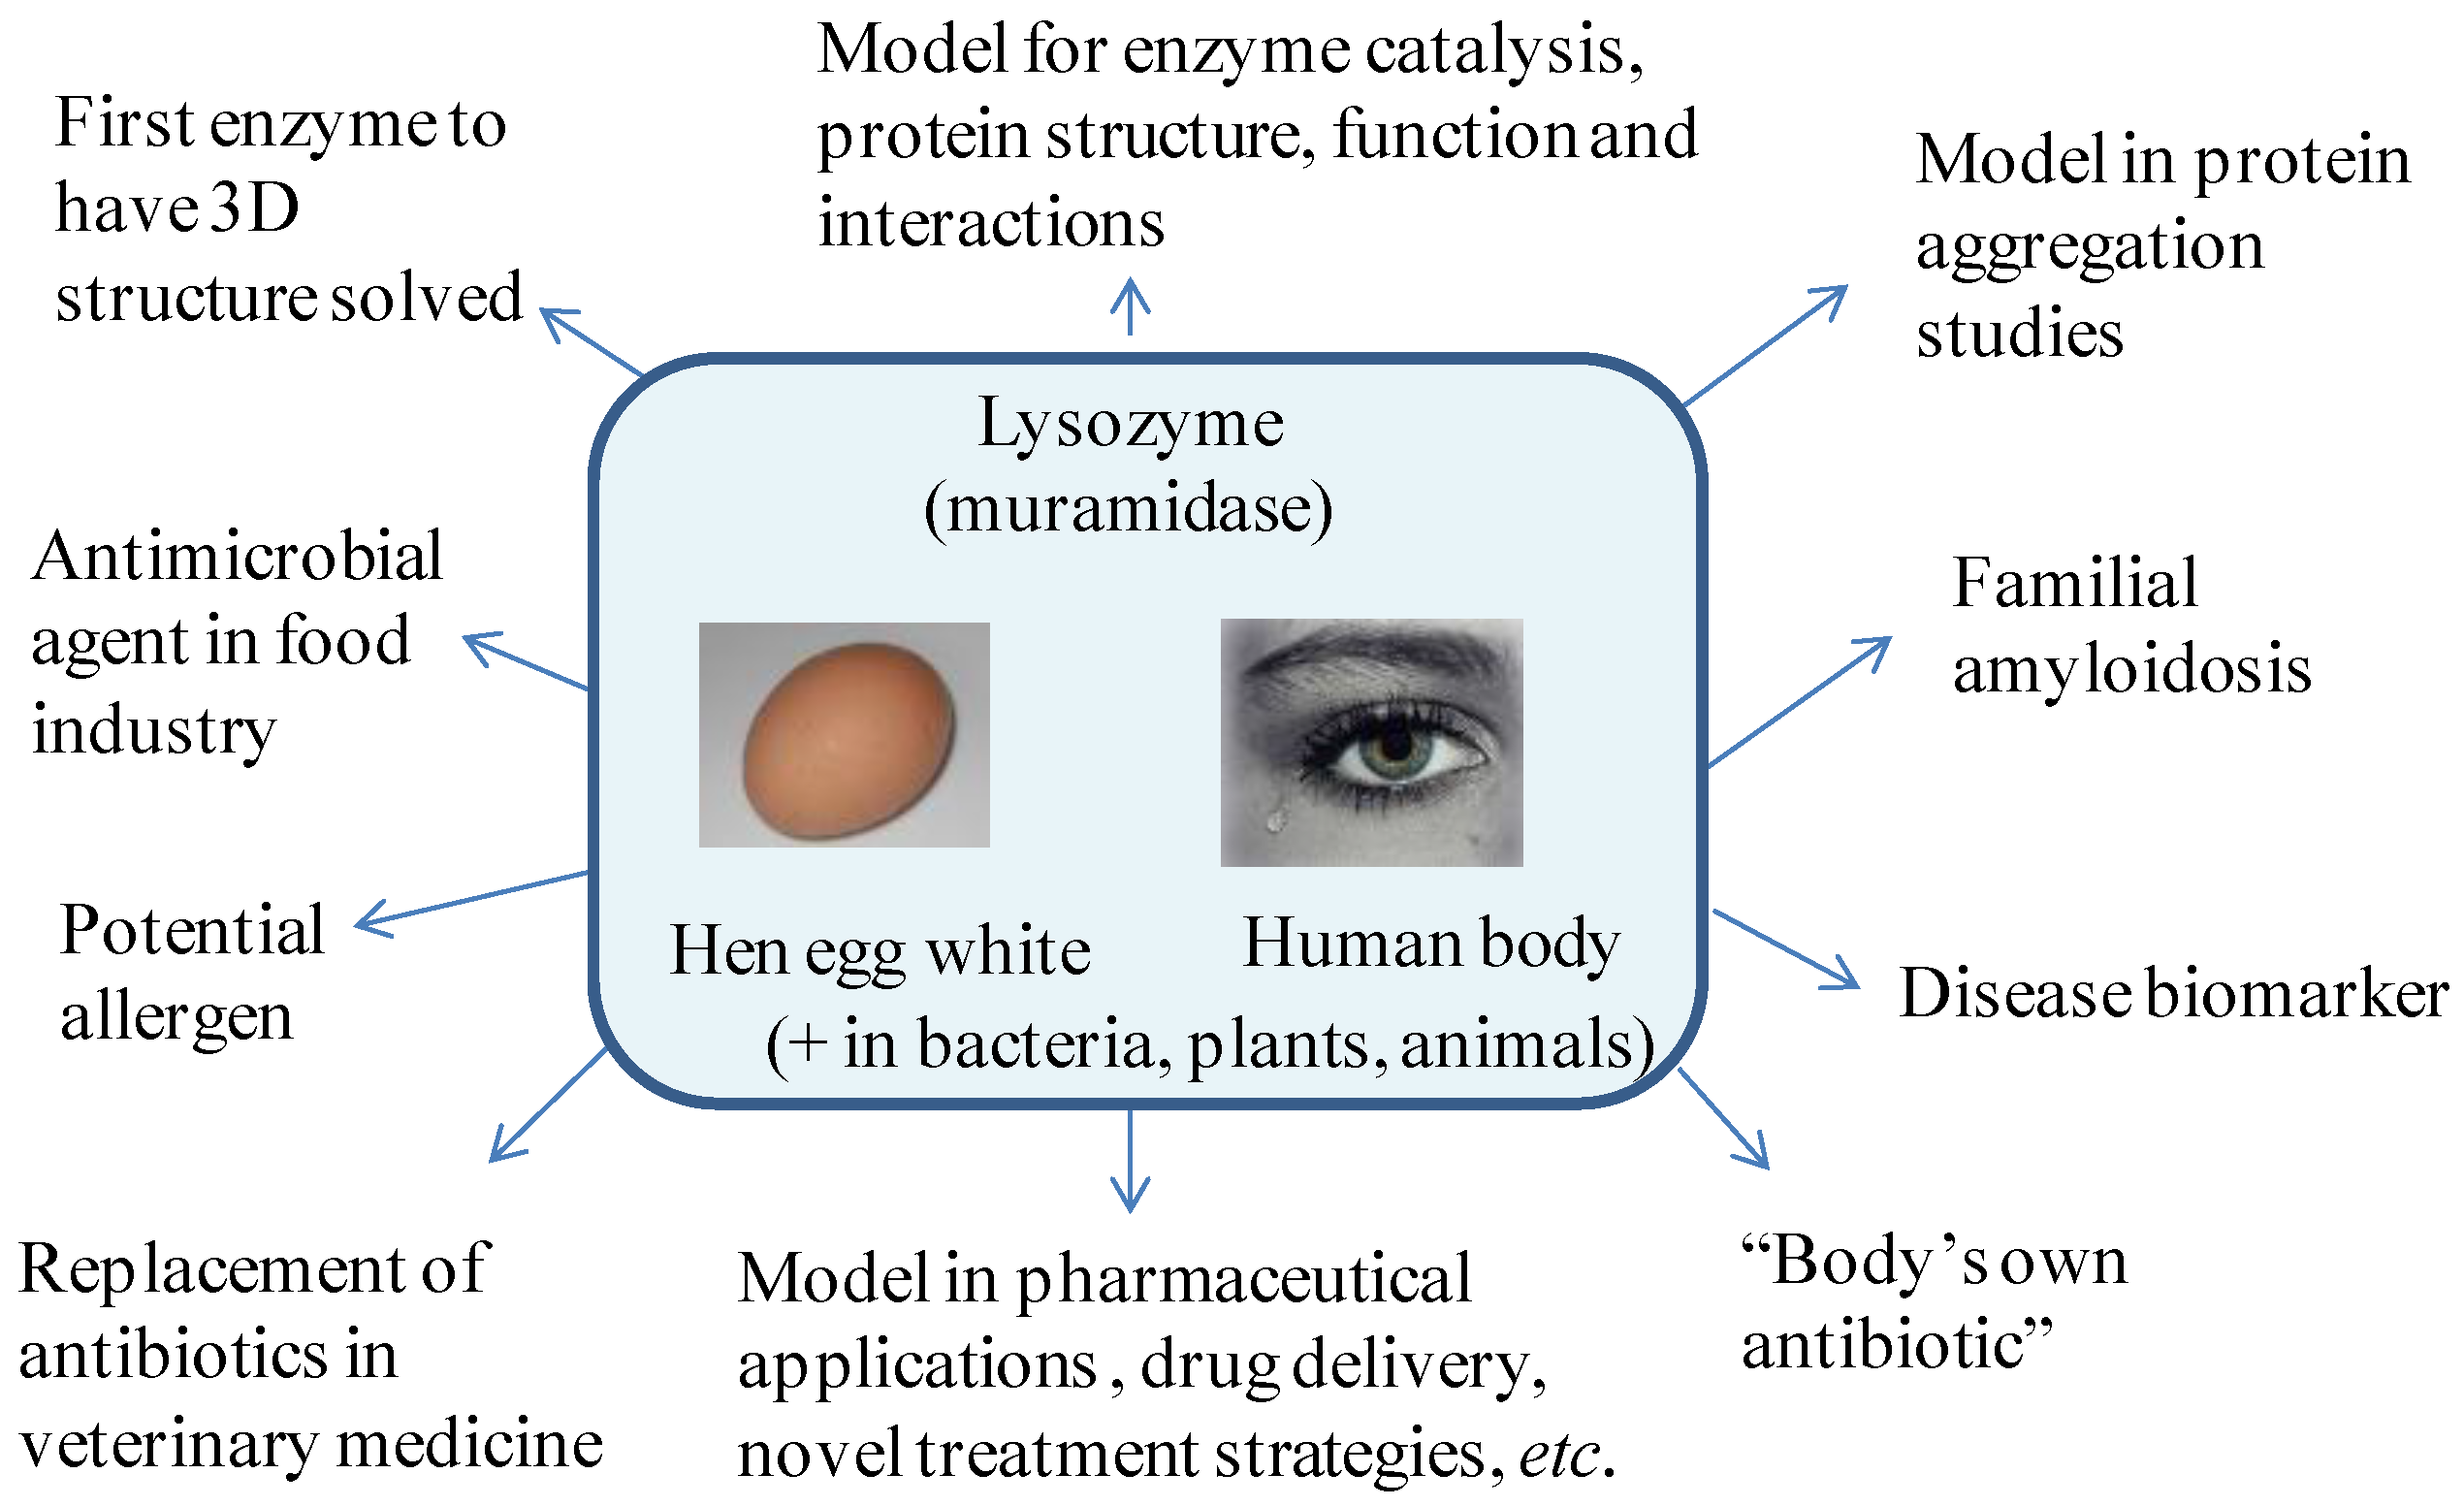 Model for enzyme catalysis,
protein structure, function and
interactions
First enzyme to
have 3D
structure solved
Model in protein
aggregation
studies
Lysozyme
(muramidase)
Antimicrobial
agent in food
industry
Familial
amyloidosis
Potential
allergen
Hen egg white
Human body
(+ in bacteria, plants, animals)
Disease biomarker
Replacement of
antibiotics in
veterinary medicine
Model in pharmaceutical
applications, drug delivery,
novel treatment strategies, etc.
“Body’s own
antibiotic”